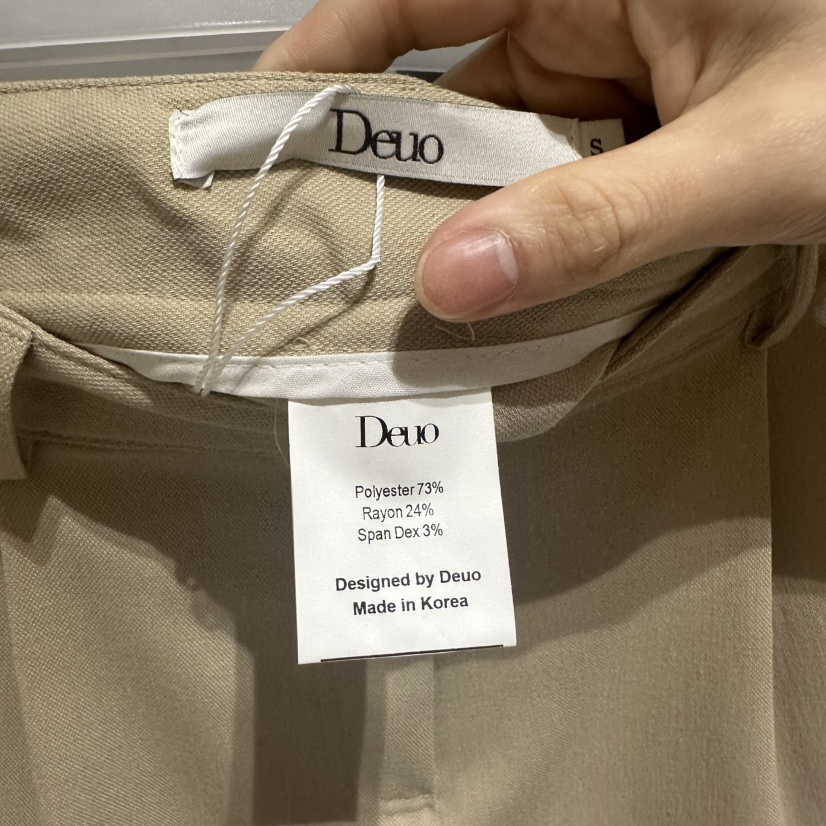 Deuo
S
Deuo
Polyester 73%
Rayon 24%
Span Dex 3%
Designed by Deuo
Made in Korea